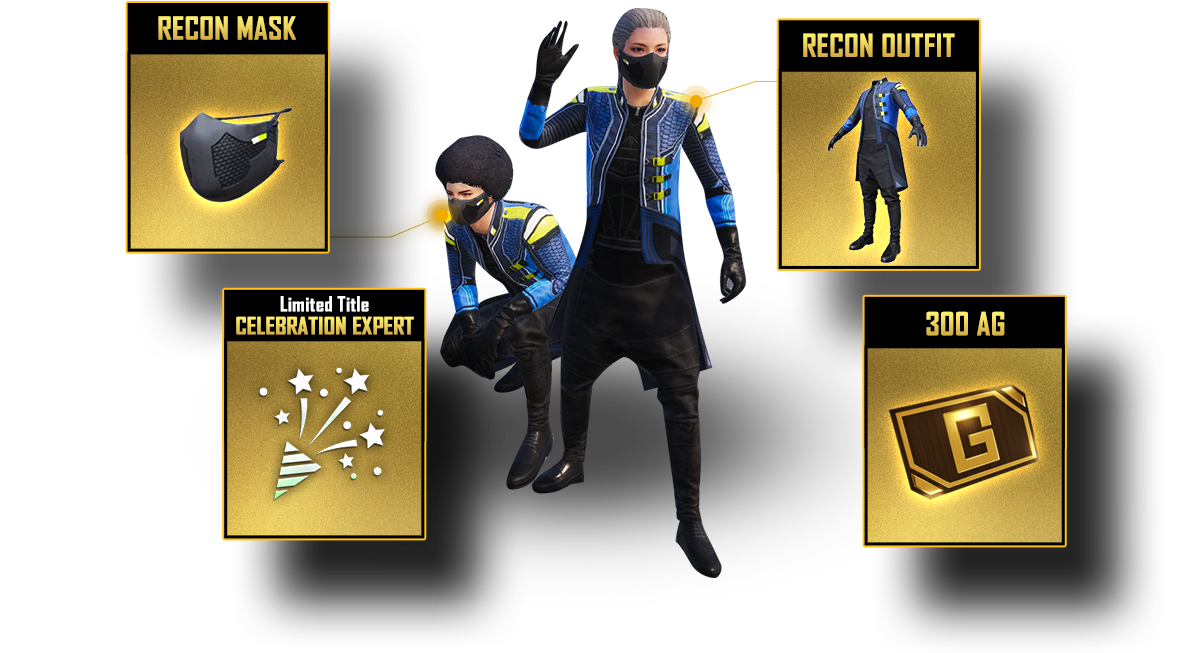 RECON MASK
RECON OUTFIT
Limited Title
CELEBRATION EXPERT
300 AG
G